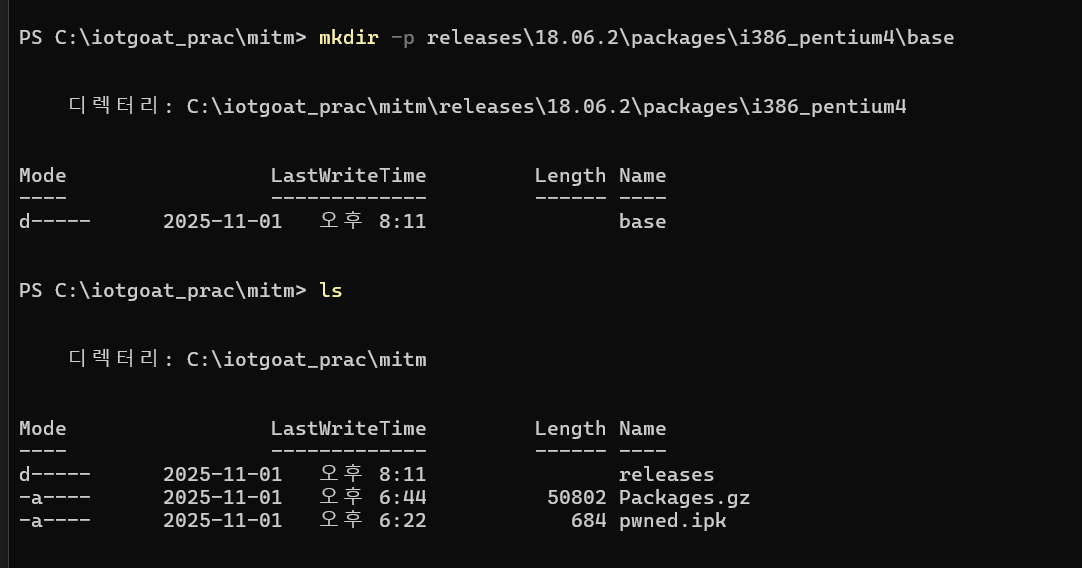 PS C:\iotgoat_prac\mitm> mkdir -p releases\18.06.2\packages\i386_pentium4\base
디렉터리: C:\iotgoat_prac\mitm\releases\18.06.2\packages\i386_pentium4
Mode LastWriteTime Length Name
---- ------------- ------ ----
d----- 2025-11-01 오후 8:11 base
PS C:\iotgoat_prac\mitm> ls
디렉터리: C:\iotgoat_prac\mitm
Mode LastWriteTime Length Name
---- ------------- ------ ----
d----- 2025-11-01 오후 8:11 releases
-a---- 2025-11-01 오후 6:44 50802 Packages.gz
-a---- 2025-11-01 오후 6:22 684 pwned.ipk